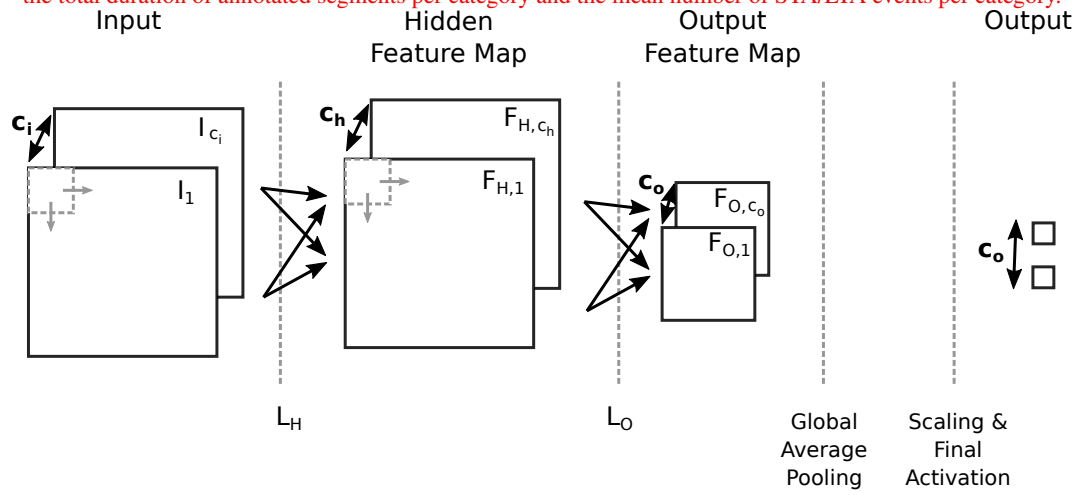 the total duration of annotated segments per category and the mean number of STA/LTA events per category.
Input
Hidden
Feature Map
Output
Feature Map
Output
c_i
I_{c_i}
I_1
c_h
F_{H,c_h}
F_{H,1}
c_o
F_{O,c_o}
F_{O,1}
c_o
L_H
L_O
Global
Average
Pooling
Scaling &
Final
Activation